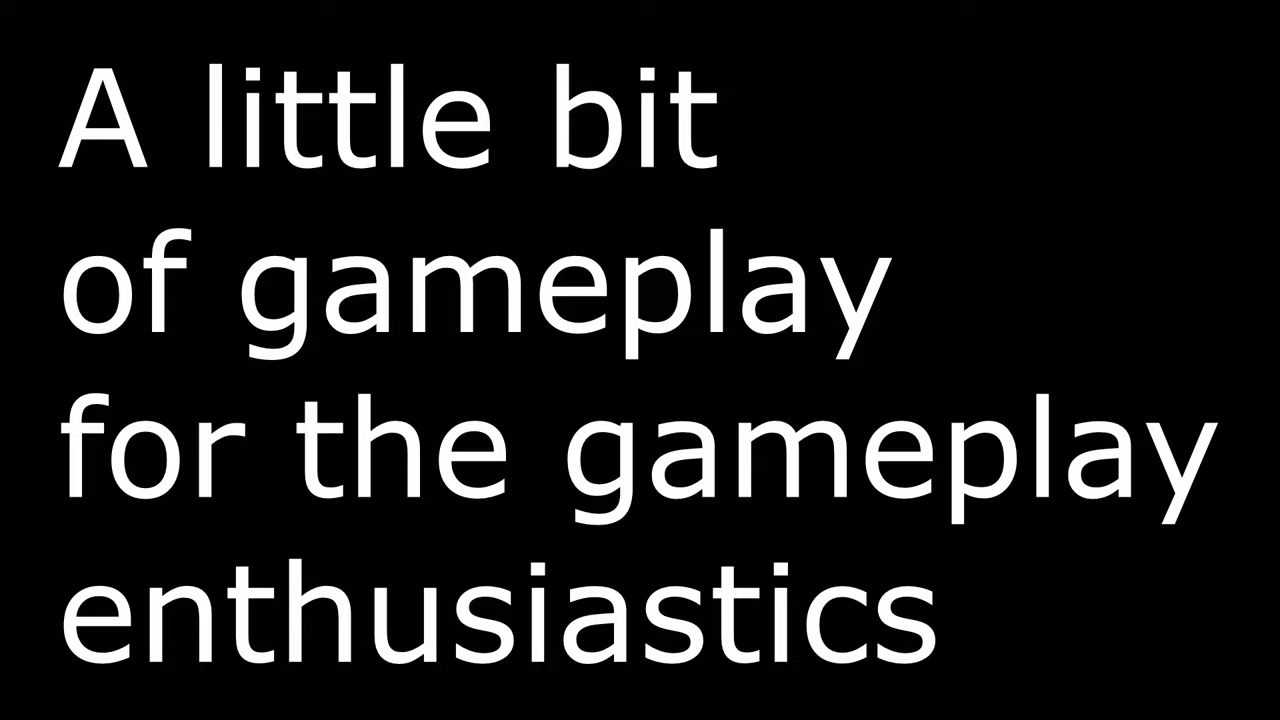 A little bit
of gameplay
for the gameplay
enthusiastics